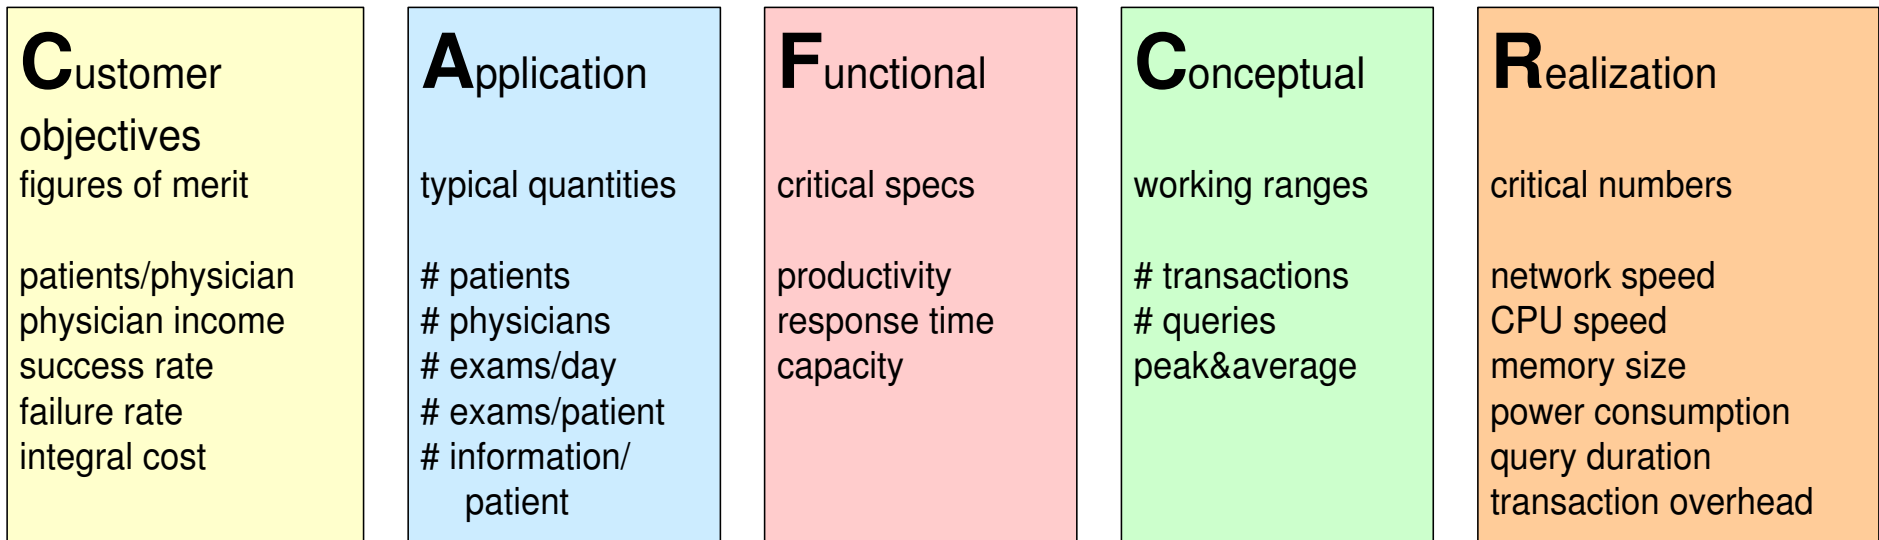 Customer
objectives
figures of merit
patients/physician
physician income
success rate
failure rate
integral cost
Application
typical quantities
# patients
# physicians
# exams/day
# exams/patient
# information/
patient
Functional
critical specs
productivity
response time
capacity
Conceptual
working ranges
# transactions
# queries
peak&average
Realization
critical numbers
network speed
CPU speed
memory size
power consumption
query duration
transaction overhead